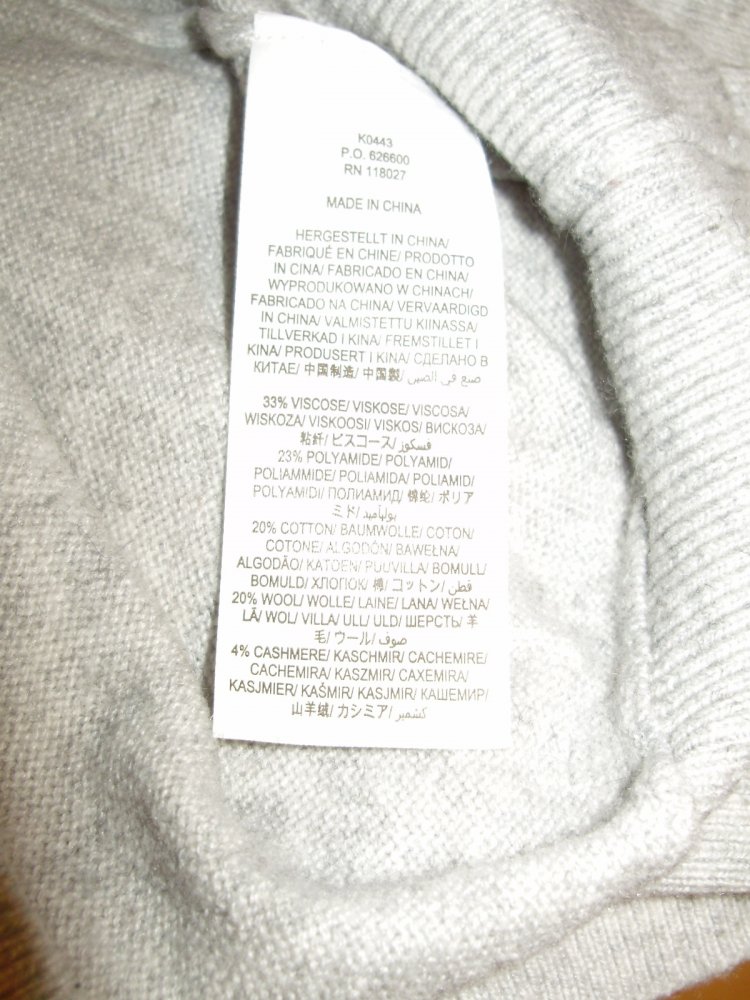 K0443
P.O. 626600
RN 118027
MADE IN CHINA
HERGESTELLT IN CHINA/
FABRIQUÉ EN CHINE/ PRODOTTO
IN CINA/ FABRICADO EN CHINA/
WYPRODUKOWANO W CHINACH/
FABRICADO NA CHINA/ VERVAARDIGD
IN CHINA/ VALMISTETTU KIINASSA/
TILLVERKAD I KINA/ FREMSTILLET I
KINA/ PRODUSERT I KINA/ СДЕЛАНО В
КИТАЕ/ 中国制造/ 中国製/ صنع في الصين
33% VISCOSE/ VISKOSE/ VISCOSA/
WISKOZA/ VISKOOSI/ VISKOS/ ВИСКОЗА/
粘纤/ ビスコース/ فسكوز
23% POLYAMIDE/ POLYAMID/
POLIAMMIDE/ POLIAMIDA/ POLIAMID/
POLYAMIDI/ ПОЛИАМИД/ 锦纶/ ポリア
ミド/ بولياميد
20% COTTON/ BAUMWOLLE/ COTON/
COTONE/ ALGODÓN/ BAWEŁNA/
ALGODÃO/ KATOEN/ PUUVILLA/ BOMULL/
BOMULD/ ХЛОПОК/ 棉/ コットン/ قطن
20% WOOL/ WOLLE/ LAINE/ LANA/ WEŁNA/
LÃ/ WOL/ VILLA/ ULL/ ULD/ ШЕРСТЬ/ 羊
毛/ ウール/ صوف
4% CASHMERE/ KASCHMIR/ CACHEMIRE/
CACHEMIRA/ KASZMIR/ CAXEMIRA/
KASJMIER/ KAŠMIR/ KASJMIR/ КАШЕМИР/
山羊绒/ カシミア/ كشمير